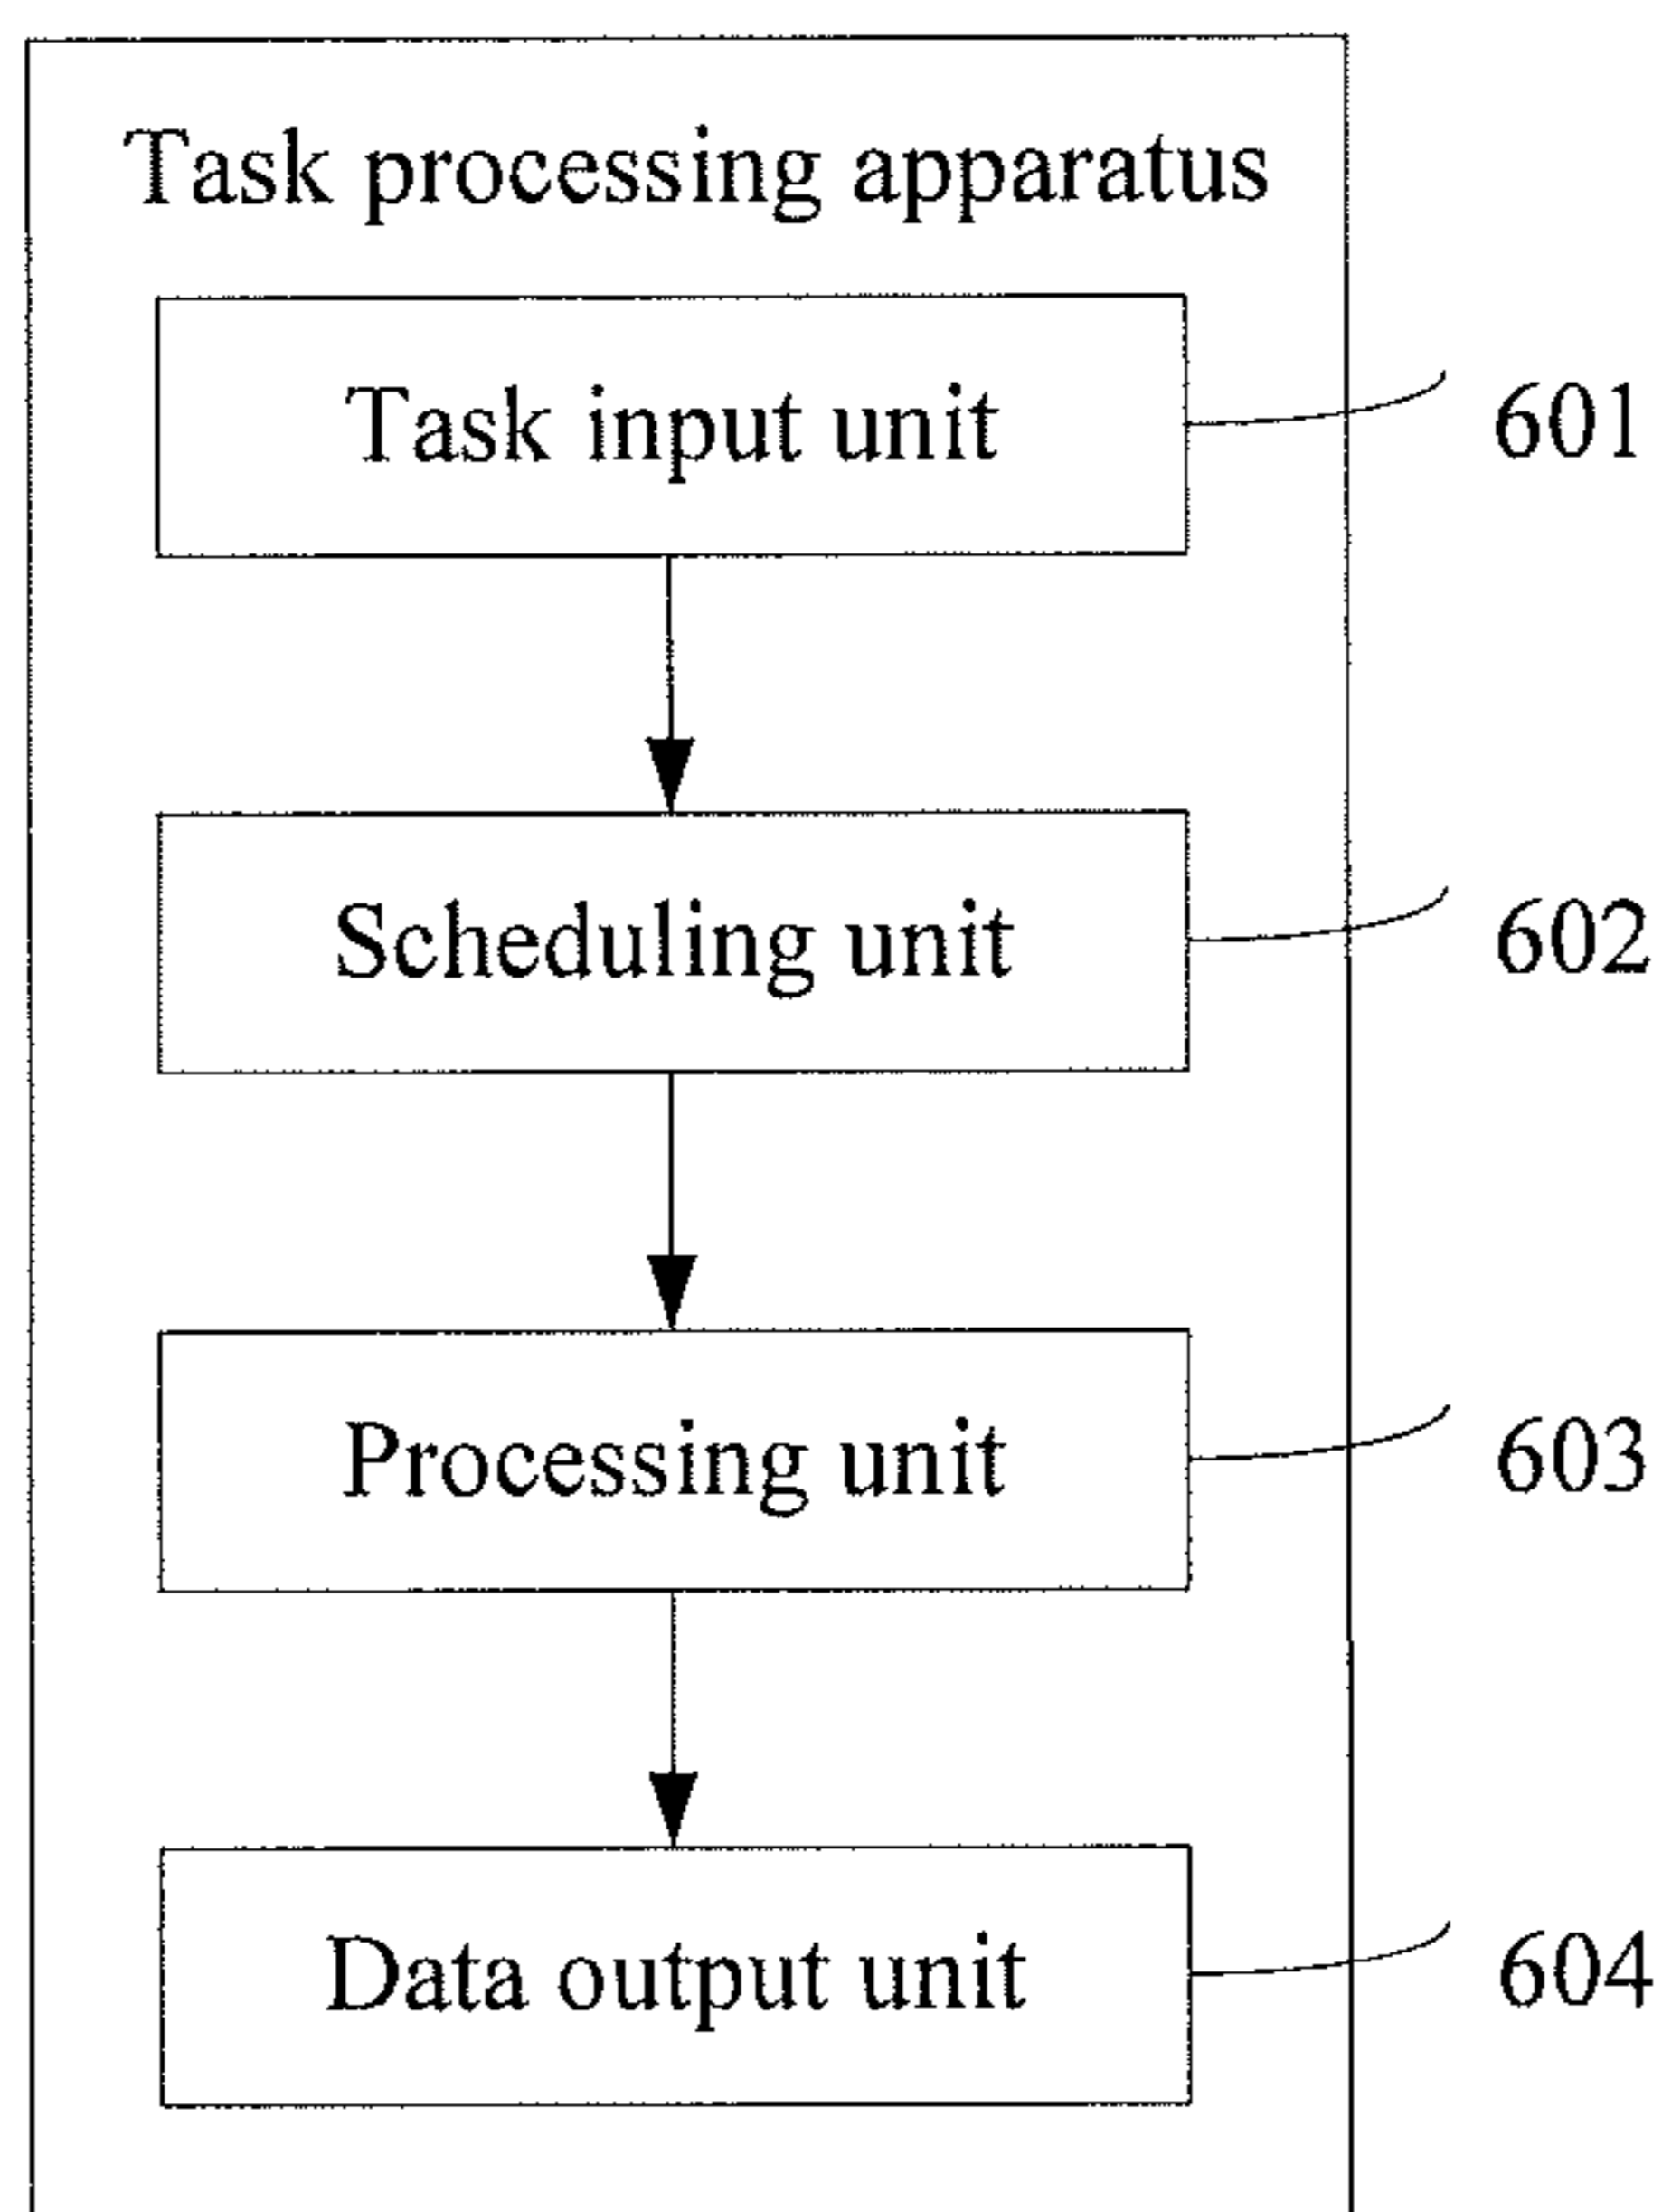 Task processing apparatus
Task input unit
601
Scheduling unit
602
Processing unit
603
Data output unit
604